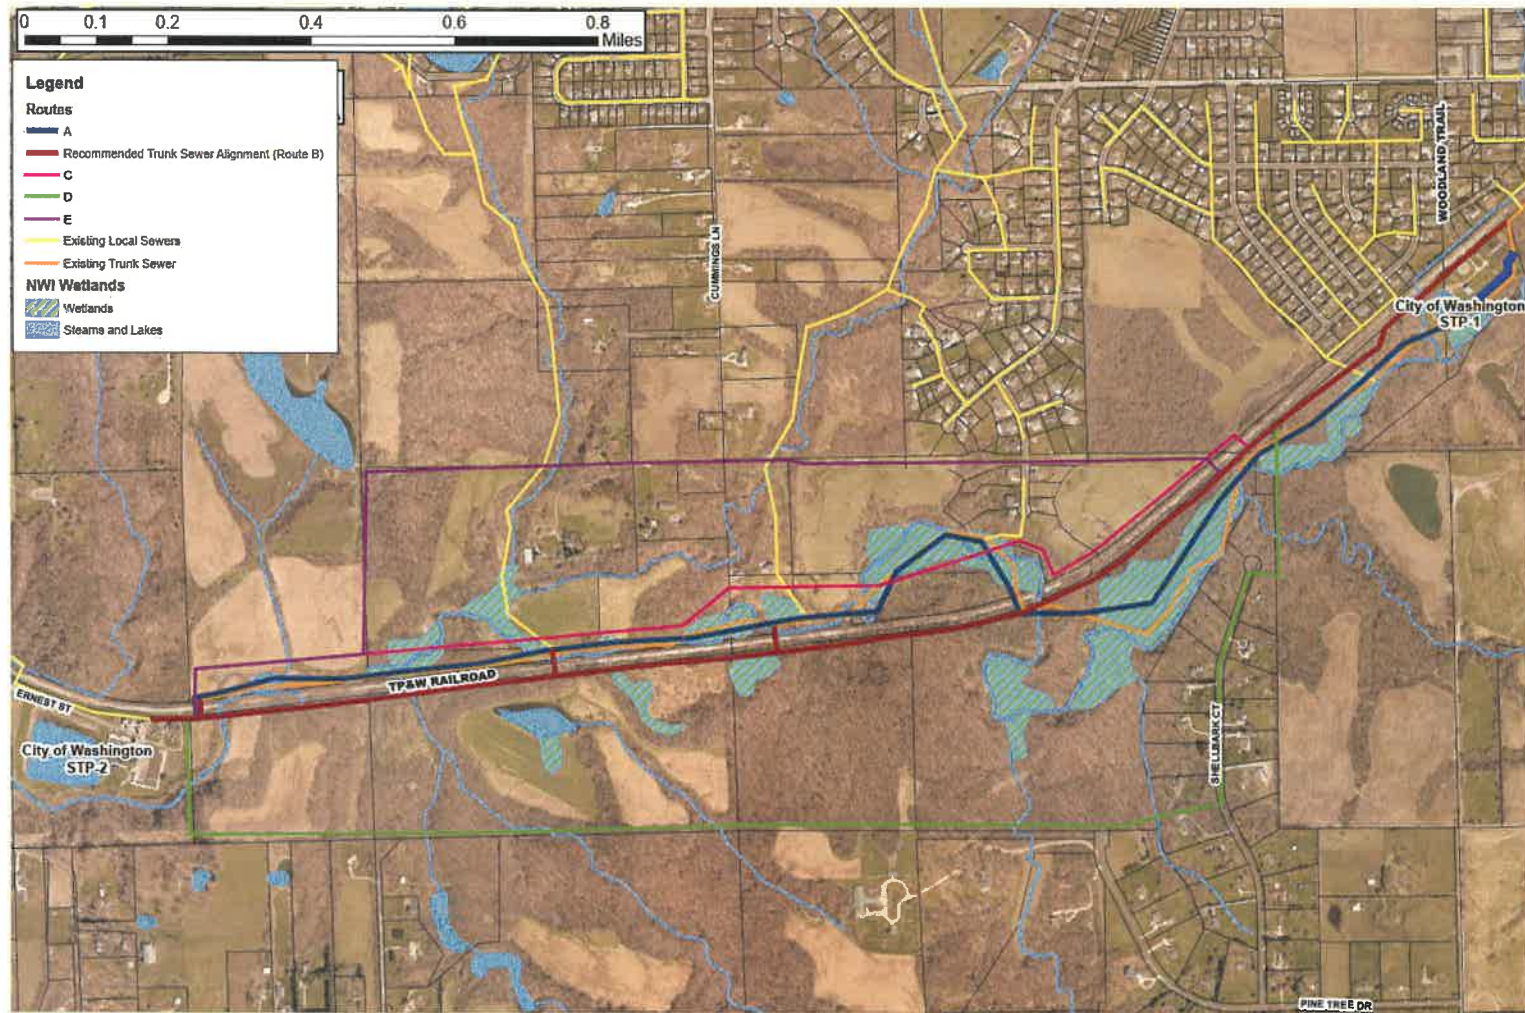 0 0.1 0.2 0.4 0.6 0.8
Miles
Legend
Routes
A
Recommended Trunk Sewer Alignment (Route B)
C
D
E
Existing Local Sewers
Existing Trunk Sewer
NWI Wetlands
Wetlands
Steams and Lakes
CUMMINGS LN
WOODLAND TRAIL
City of Washington
STP-1
TP&W RAILROAD
ERNEST ST
City of Washington
STP-2
SHELLBARK CT
PINE TREE DR